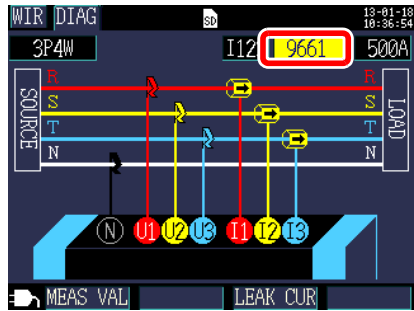 WIR DIAG SD 13-01-18
10:36:54
3P4W I12 9661 500A
R R
S S
T T
N N
SOURCE LOAD
N U1 U2 U3 I1 I2 I3
MEAS VAL LEAK CUR